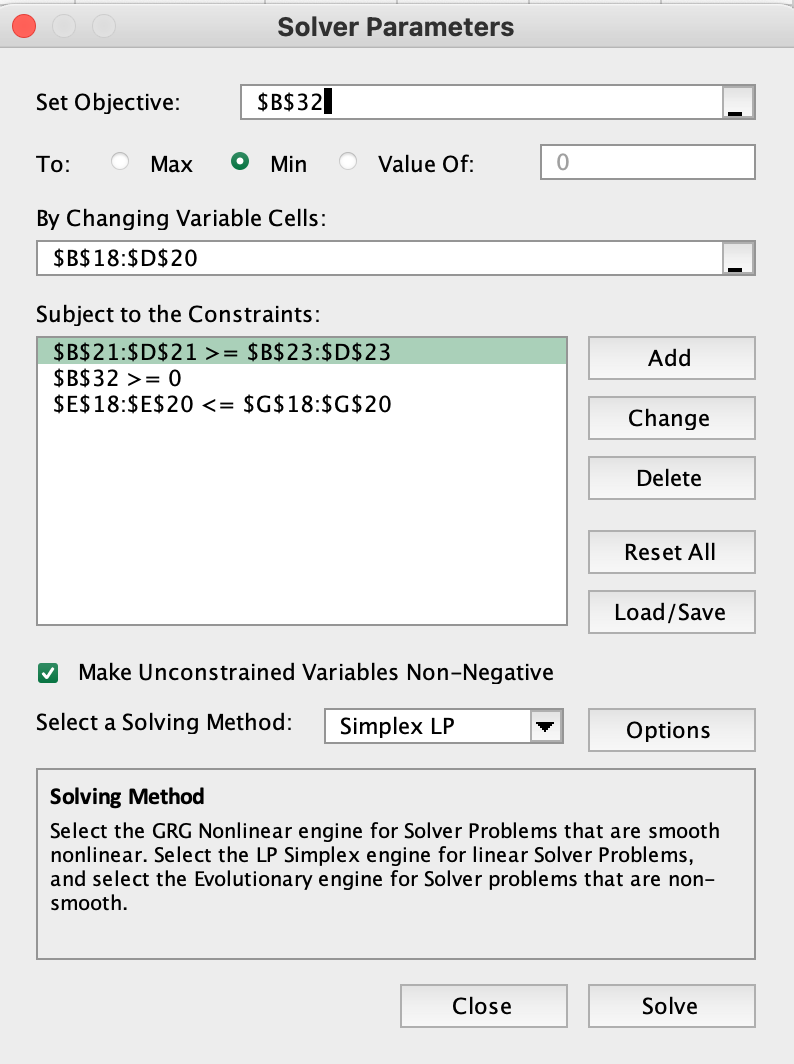 Solver Parameters
Set Objective:
$B$32
To:
Max
Min
Value Of:
0
By Changing Variable Cells:
$B$18:$D$20
Subject to the Constraints:
$B$21:$D$21 >= $B$23:$D$23
$B$32 >= 0
$E$18:$E$20 <= $G$18:$G$20
Add
Change
Delete
Reset All
Load/Save
Make Unconstrained Variables Non-Negative
Select a Solving Method:
Simplex LP
Options
Solving Method
Select the GRG Nonlinear engine for Solver Problems that are smooth
nonlinear. Select the LP Simplex engine for linear Solver Problems,
and select the Evolutionary engine for Solver problems that are non-
smooth.
Close
Solve